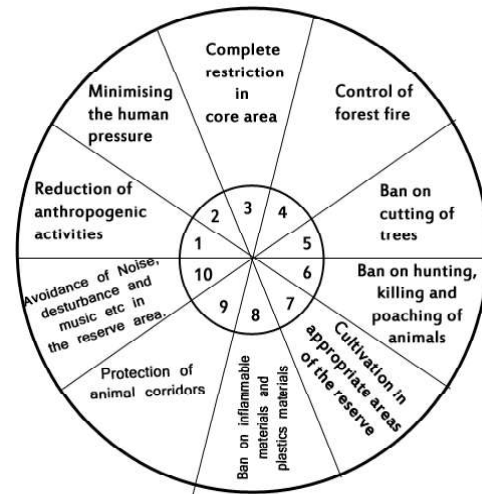 Reduction of
anthropogenic
activities
Minimising
the human
pressure
Complete
restriction
in
core area
Control of
forest fire
Ban on
cutting of
trees
Ban on hunting,
killing and
poaching of
animals
Cultivation in
appropriate areas
of the reserve
Ban on inflammable
materials and
plastics materials
Protection of
animal corridors
Avoidance of Noise,
desturbance and
music etc in
the reserve area.
1
2
3
4
5
6
7
8
9
10